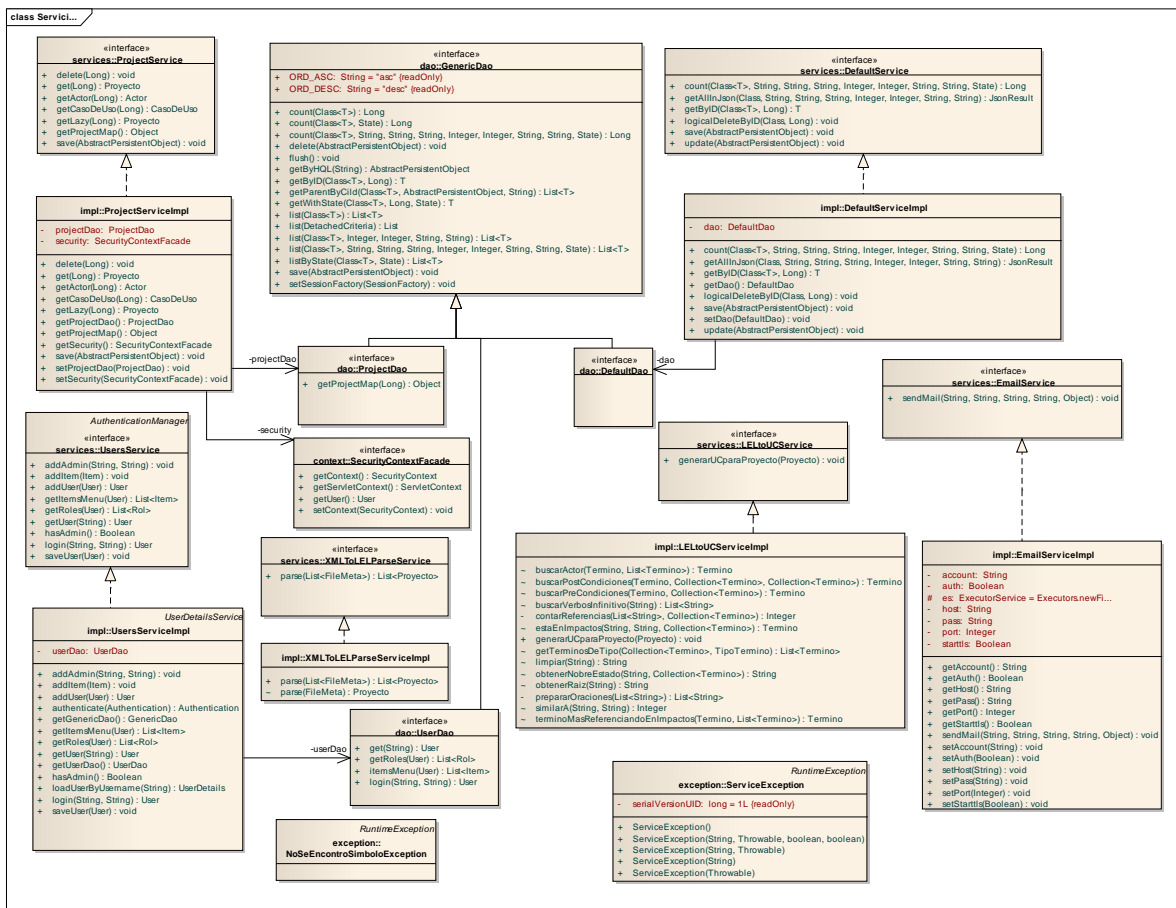 class Servici...
«interface»
services::ProjectService
+ delete(Long) : void
+ get(Long) : Proyecto
+ getActor(Long) : Actor
+ getCasoDeUso(Long) : CasoDeUso
+ getLazy(Long) : Proyecto
+ getProjectMap() : Object
+ save(AbstractPersistentObject) : void
«interface»
dao::GenericDao
+ ORD_ASC: String = "asc" {readOnly}
+ ORD_DESC: String = "desc" {readOnly}
+ count(Class<T>) : Long
+ count(Class<T>, State) : Long
+ count(Class<T>, String, String, String, Integer, Integer, String, String, State) : Long
+ delete(AbstractPersistentObject) : void
+ flush() : void
+ getByHQL(String) : AbstractPersistentObject
+ getByID(Class<T>, Long) : T
+ getParentByCild(Class<T>, AbstractPersistentObject, String) : List<T>
+ getWithState(Class<T>, Long, State) : T
+ list(Class<T>) : List<T>
+ list(DetachedCriteria) : List
+ list(Class<T>, Integer, Integer, String, String) : List<T>
+ list(Class<T>, String, String, String, Integer, Integer, String, String, State) : List<T>
+ listByState(Class<T>, State) : List<T>
+ save(AbstractPersistentObject) : void
+ setSessionFactory(SessionFactory) : void
«interface»
services::DefaultService
+ count(Class<T>, String, String, String, Integer, Integer, String, String, State) : Long
+ getAllInJson(Class, String, String, String, Integer, Integer, String, String) : JsonResult
+ getByID(Class<T>, Long) : T
+ logicalDeleteByID(Class, Long) : void
+ save(AbstractPersistentObject) : void
+ update(AbstractPersistentObject) : void
impl::ProjectServiceImpl
- projectDao: ProjectDao
- security: SecurityContextFacade
+ delete(Long) : void
+ get(Long) : Proyecto
+ getActor(Long) : Actor
+ getCasoDeUso(Long) : CasoDeUso
+ getLazy(Long) : Proyecto
+ getProjectDao() : ProjectDao
+ getProjectMap() : Object
+ getSecurity() : SecurityContextFacade
+ save(AbstractPersistentObject) : void
+ setProjectDao(ProjectDao) : void
+ setSecurity(SecurityContextFacade) : void
impl::DefaultServiceImpl
- dao: DefaultDao
+ count(Class<T>, String, String, String, Integer, Integer, String, String, State) : Long
+ getAllInJson(Class, String, String, String, Integer, Integer, String, String) : JsonResult
+ getByID(Class<T>, Long) : T
+ getDao() : DefaultDao
+ logicalDeleteByID(Class, Long) : void
+ save(AbstractPersistentObject) : void
+ setDao(DefaultDao) : void
+ update(AbstractPersistentObject) : void
-projectDao
«interface»
dao::ProjectDao
+ getProjectMap(Long) : Object
«interface»
dao::DefaultDao
-dao
«interface»
services::EmailService
+ sendMail(String, String, String, String, Object) : void
-security
«interface»
context::SecurityContextFacade
+ getContext() : SecurityContext
+ getServletContext() : ServletContext
+ getUser() : User
+ setContext(SecurityContext) : void
AuthenticationManager
«interface»
services::UsersService
+ addAdmin(String, String) : void
+ addItem(Item) : void
+ addUser(User) : User
+ getItemsMenu(User) : List<Item>
+ getRoles(User) : List<Rol>
+ getUser(String) : User
+ hasAdmin() : Boolean
+ login(String, String) : User
+ saveUser(User) : void
«interface»
services::LELtoUCService
+ generarUCparaProyecto(Proyecto) : void
«interface»
services::XMLToLELParseService
+ parse(List<FileMeta>) : List<Proyecto>
impl::XMLToLELParseServiceImpl
+ parse(List<FileMeta>) : List<Proyecto>
~ parse(FileMeta) : Proyecto
impl::LELtoUCServiceImpl
~ buscarActor(Termino, List<Termino>) : Termino
~ buscarPostCondiciones(Termino, Collection<Termino>, Collection<Termino>) : Termino
~ buscarPreCondiciones(Termino, Collection<Termino>) : Termino
~ buscarVerbosInfinitivo(String) : List<String>
- contarReferencias(List<String>, Collection<Termino>) : Integer
~ estaEnImpactos(String, String, Collection<Termino>) : Termino
+ generarUCparaProyecto(Proyecto) : void
~ getTerminosDeTipo(Collection<Termino>, TipoTermino) : List<Termino>
~ limpiar(String) : String
~ obtenerNobreEstado(String, Collection<Termino>) : String
~ obtenerRaiz(String) : String
- prepararOraciones(List<String>) : List<String>
~ similarA(String, String) : Integer
~ terminoMasReferenciandoEnImpactos(Termino, List<Termino>) : Termino
impl::EmailServiceImpl
- account: String
- auth: Boolean
# es: ExecutorService = Executors.newFi...
- host: String
- pass: String
- port: Integer
- starttls: Boolean
+ getAccount() : String
+ getAuth() : Boolean
+ getHost() : String
+ getPass() : String
+ getPort() : Integer
+ getStarttls() : Boolean
+ sendMail(String, String, String, String, Object) : void
+ setAccount(String) : void
+ setAuth(Boolean) : void
+ setHost(String) : void
+ setPass(String) : void
+ setPort(Integer) : void
+ setStarttls(Boolean) : void
UserDetailsService
impl::UsersServiceImpl
- userDao: UserDao
+ addAdmin(String, String) : void
+ addItem(Item) : void
+ addUser(User) : User
+ authenticate(Authentication) : Authentication
+ getGenericDao() : GenericDao
+ getItemsMenu(User) : List<Item>
+ getRoles(User) : List<Rol>
+ getUser(String) : User
+ getUserDao() : UserDao
+ hasAdmin() : Boolean
+ loadUserByUsername(String) : UserDetails
+ login(String, String) : User
+ saveUser(User) : void
-userDao
«interface»
dao::UserDao
+ get(String) : User
+ getRoles(User) : List<Rol>
+ itemsMenu(User) : List<Item>
+ login(String, String) : User
RuntimeException
exception::
NoSeEncontroSimboloException
RuntimeException
exception::ServiceException
- serialVersionUID: long = 1L {readOnly}
+ ServiceException()
+ ServiceException(String, Throwable, boolean, boolean)
+ ServiceException(String, Throwable)
+ ServiceException(String)
+ ServiceException(Throwable)